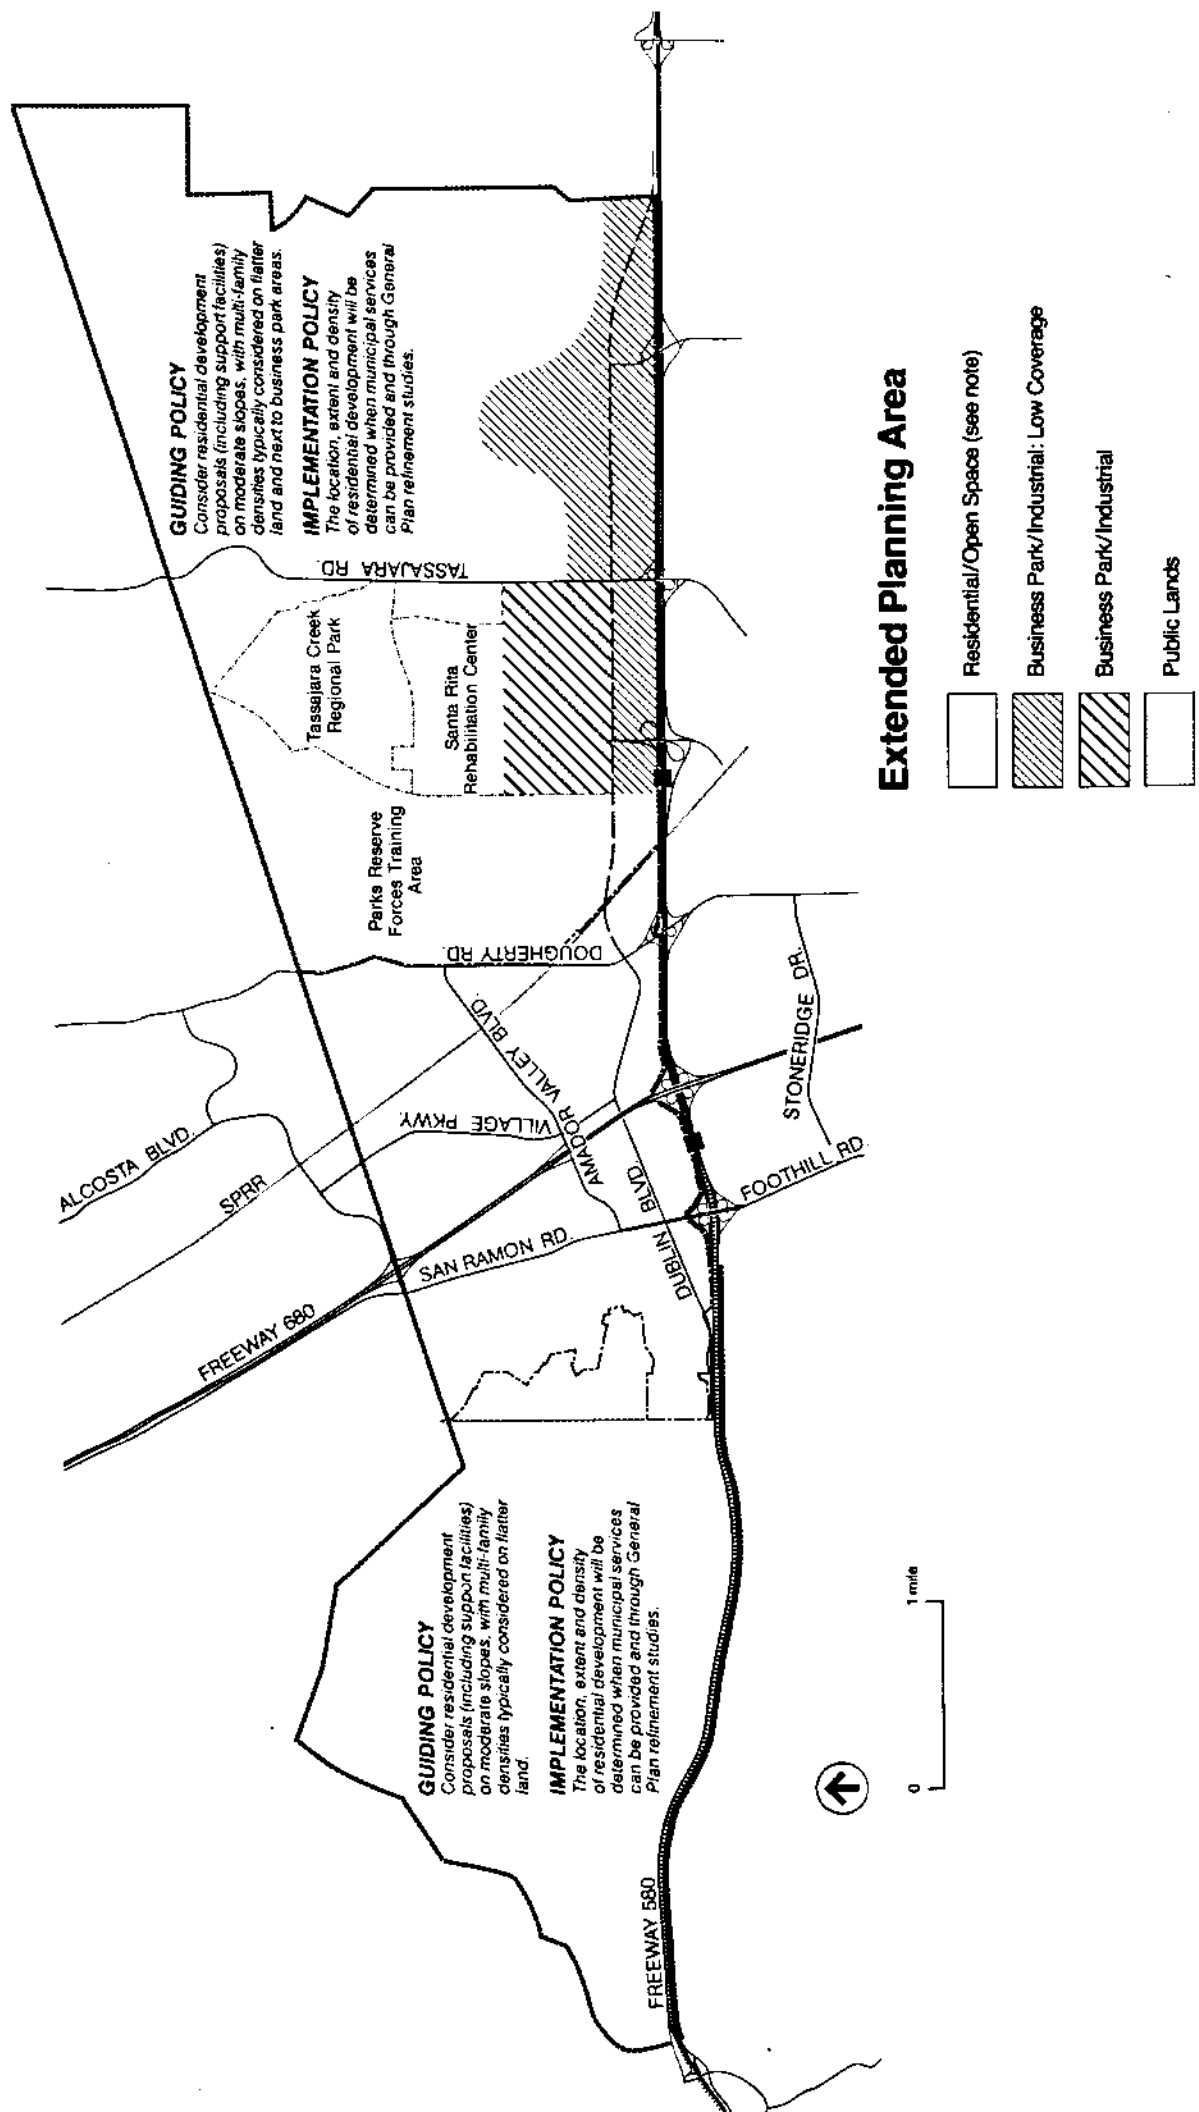 GUIDING POLICY
Consider residential development
proposals (including support facilities)
on moderate slopes, with multi-family
densities typically considered on flatter
land.
IMPLEMENTATION POLICY
The location, extent and density
of residential development will be
determined when municipal services
can be provided and through General
Plan refinement studies.
FREEWAY 580
FREEWAY 680
SPRR
ALCOSTA BLVD.
SAN RAMON RD.
VILLAGE PKWY.
AMADOR VALLEY BLVD.
DUBLIN BLVD.
FOOTHILL RD.
STONERIDGE DR.
DOUGHERTY RD.
Parks Reserve
Forces Training
Area
Tassajara Creek
Regional Park
Santa Rita
Rehabilitation Center
TASSAJARA RD.
GUIDING POLICY
Consider residential development
proposals (including support facilities)
on moderate slopes, with multi-family
densities typically considered on flatter
land and next to business park areas.
IMPLEMENTATION POLICY
The location, extent and density
of residential development will be
determined when municipal services
can be provided and through General
Plan refinement studies.
0
1 mile
Extended Planning Area
Residential/Open Space (see note)
Business Park/Industrial: Low Coverage
Business Park/Industrial
Public Lands